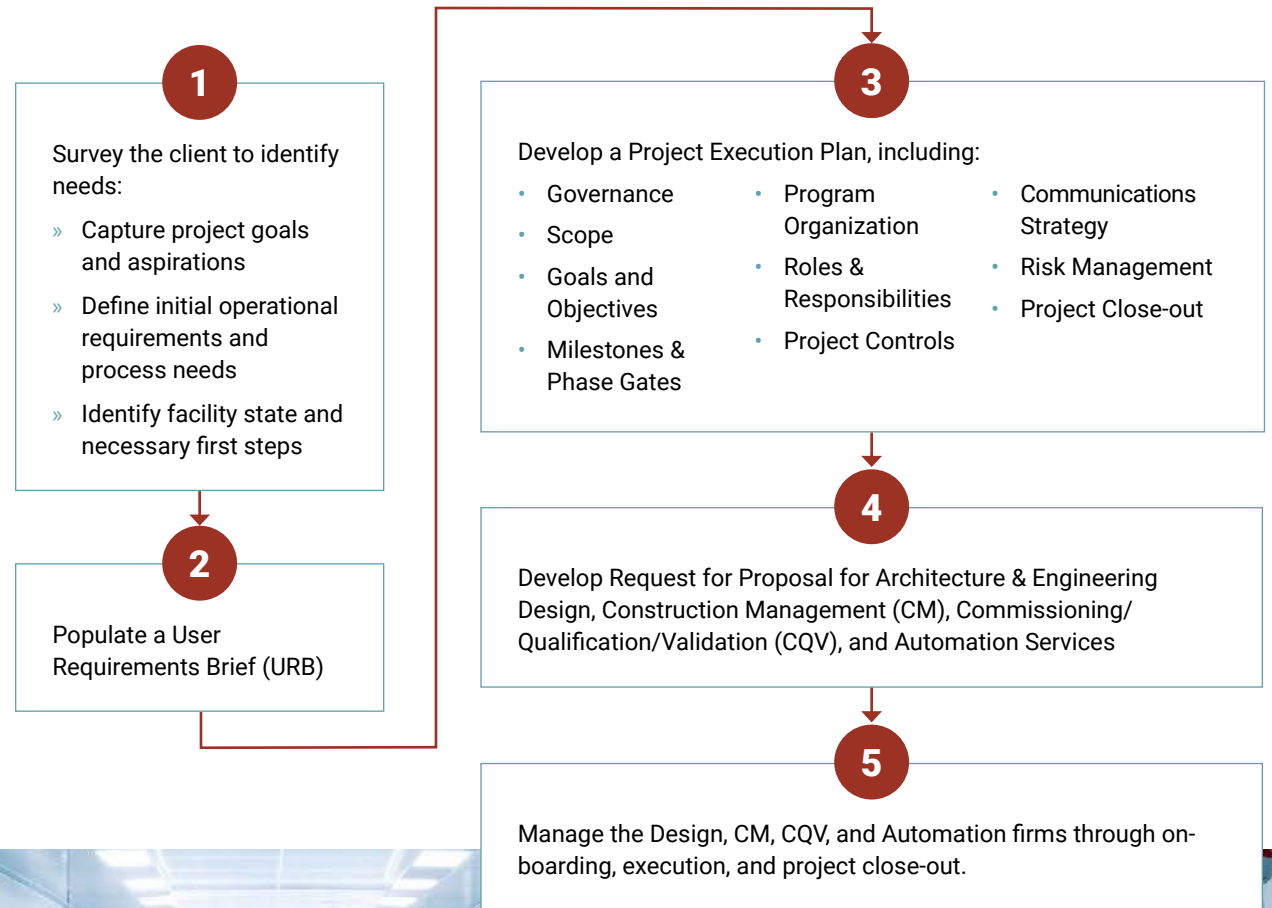 1
Survey the client to identify
needs:
» Capture project goals
and aspirations
» Define initial operational
requirements and
process needs
» Identify facility state and
necessary first steps
2
Populate a User
Requirements Brief (URB)
3
Develop a Project Execution Plan, including:
• Governance
• Scope
• Goals and
Objectives
• Milestones &
Phase Gates
• Program
Organization
• Roles &
Responsibilities
• Project Controls
• Communications
Strategy
• Risk Management
• Project Close-out
4
Develop Request for Proposal for Architecture & Engineering
Design, Construction Management (CM), Commissioning/
Qualification/Validation (CQV), and Automation Services
5
Manage the Design, CM, CQV, and Automation firms through on-
boarding, execution, and project close-out.